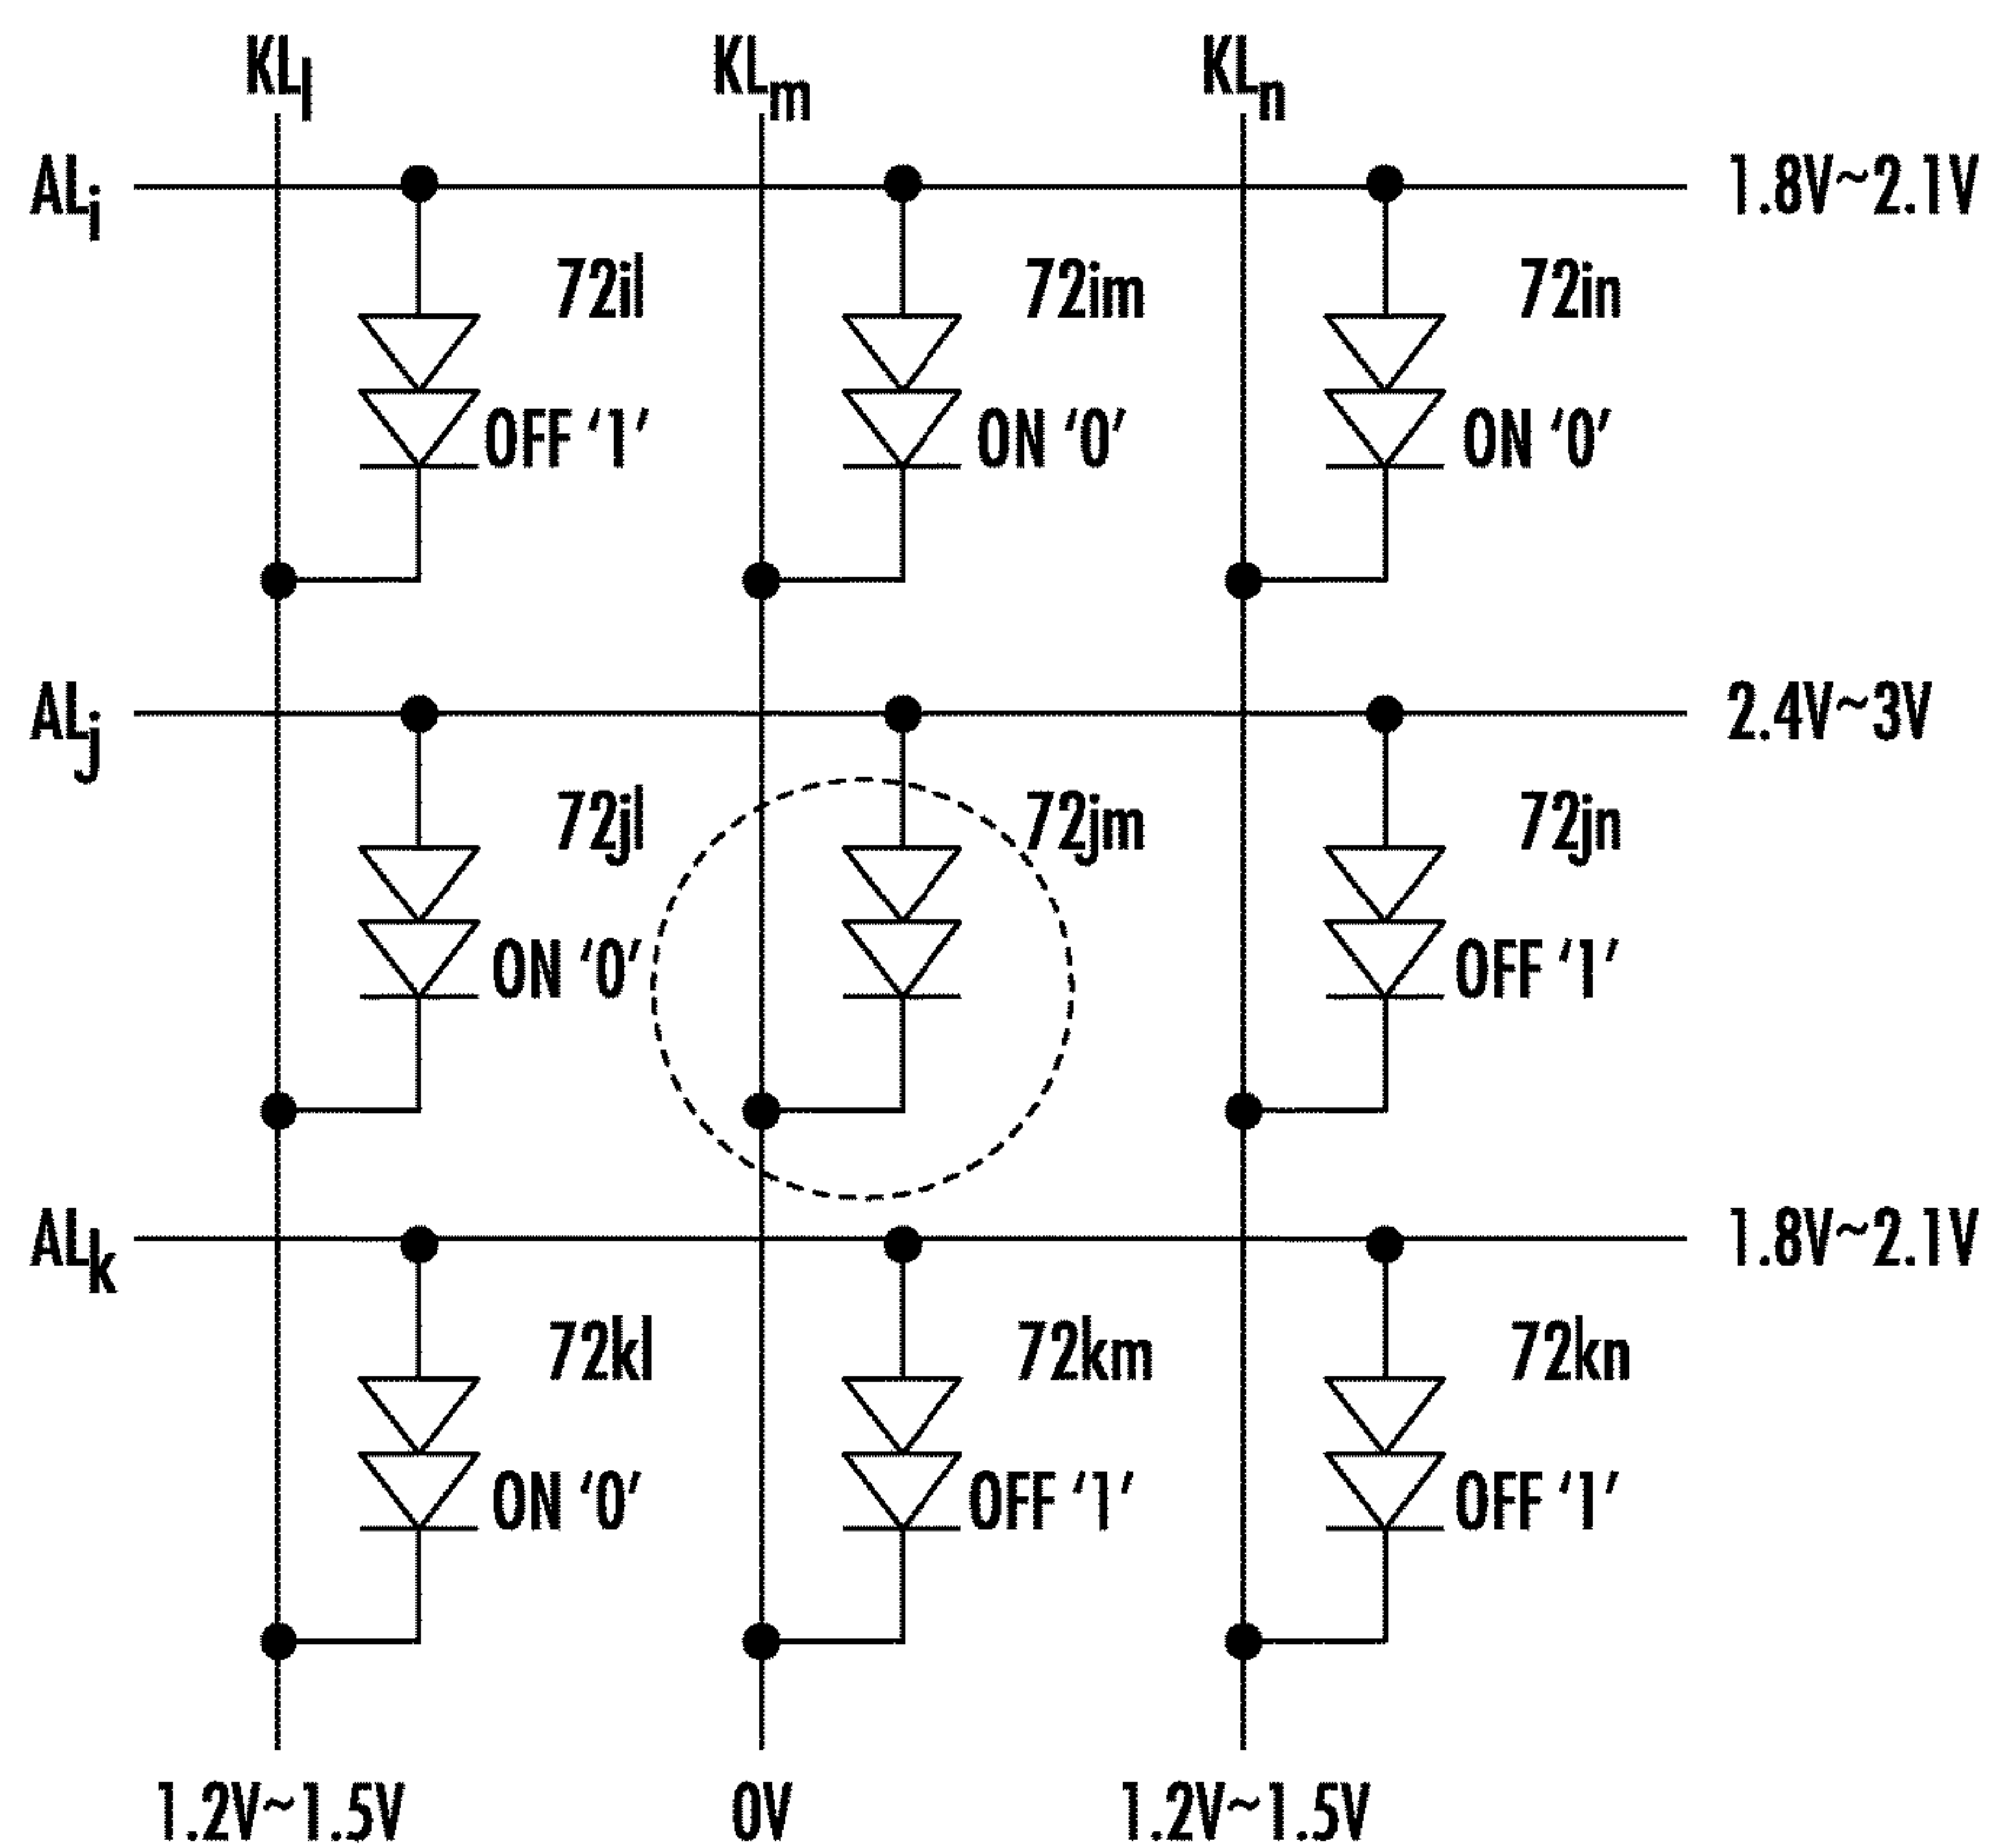 KLl KLm KLn
ALi 1.8V~2.1V
72il 72im 72in
OFF ‘1’ ON ‘0’ ON ‘0’
ALj 2.4V~3V
72jl 72jm 72jn
ON ‘0’ OFF ‘1’
ALk 1.8V~2.1V
72kl 72km 72kn
ON ‘0’ OFF ‘1’ OFF ‘1’
1.2V~1.5V 0V 1.2V~1.5V